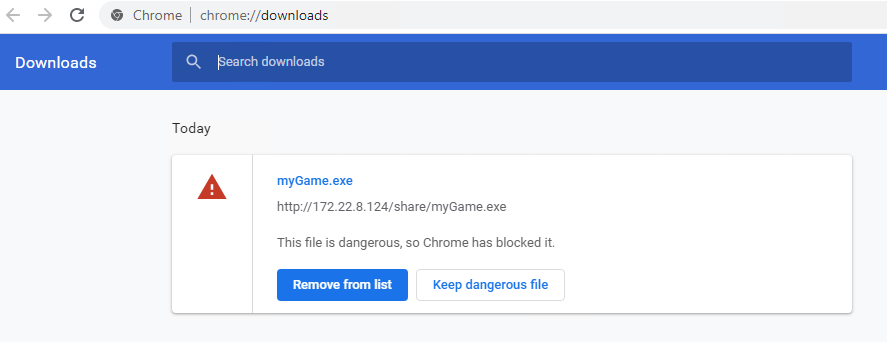 Chrome | chrome://downloads
Downloads
Search downloads
Today
myGame.exe
http://172.22.8.124/share/myGame.exe
This file is dangerous, so Chrome has blocked it.
Remove from list Keep dangerous file